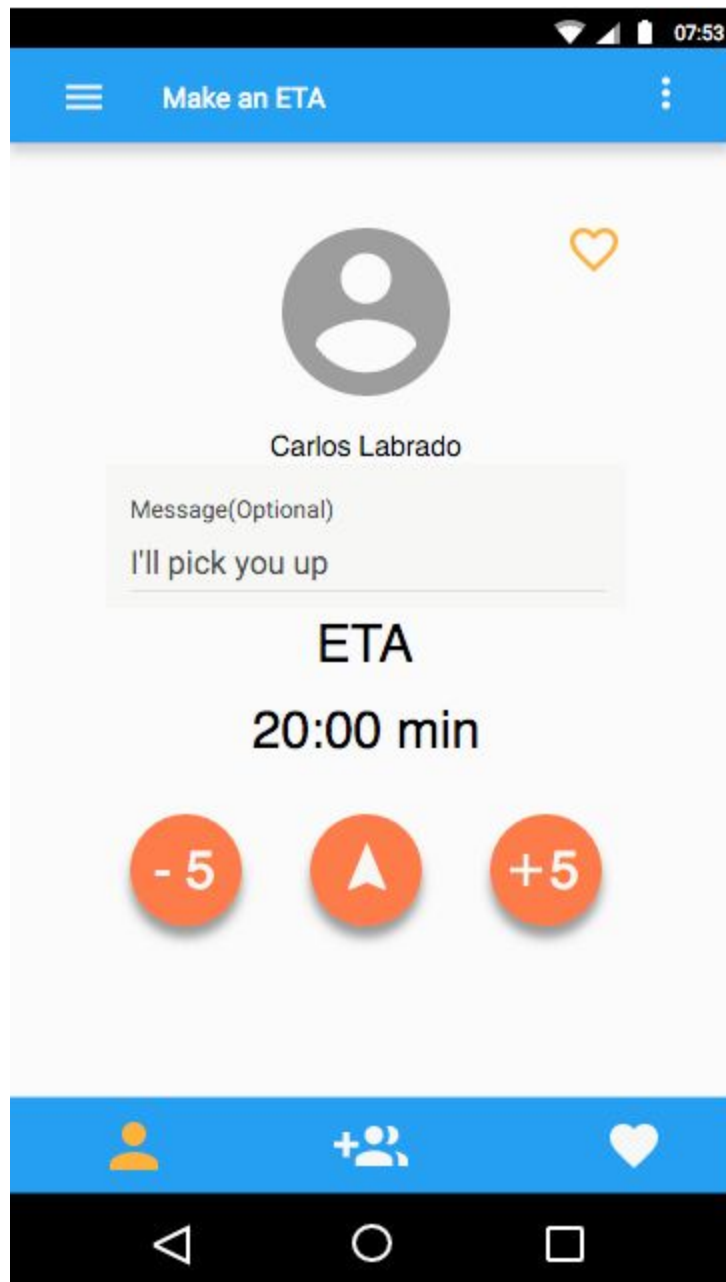 07:53
Make an ETA
Carlos Labrado
Message(Optional)
I'll pick you up
ETA
20:00 min
- 5
+5